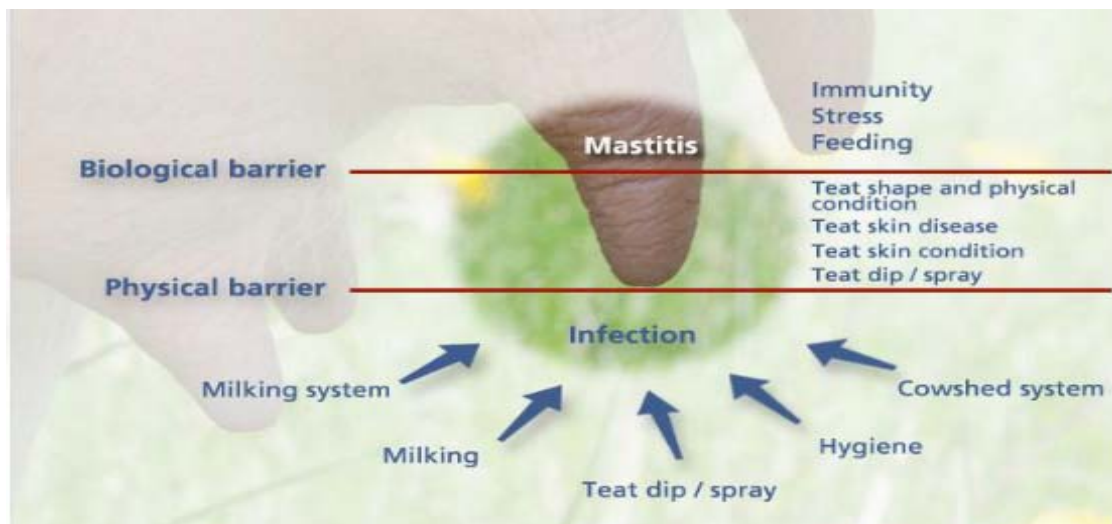 Immunity
Stress
Feeding
Mastitis
Biological barrier
Teat shape and physical
condition
Teat skin disease
Teat skin condition
Teat dip / spray
Physical barrier
Infection
Milking system
Cowshed system
Milking
Hygiene
Teat dip / spray